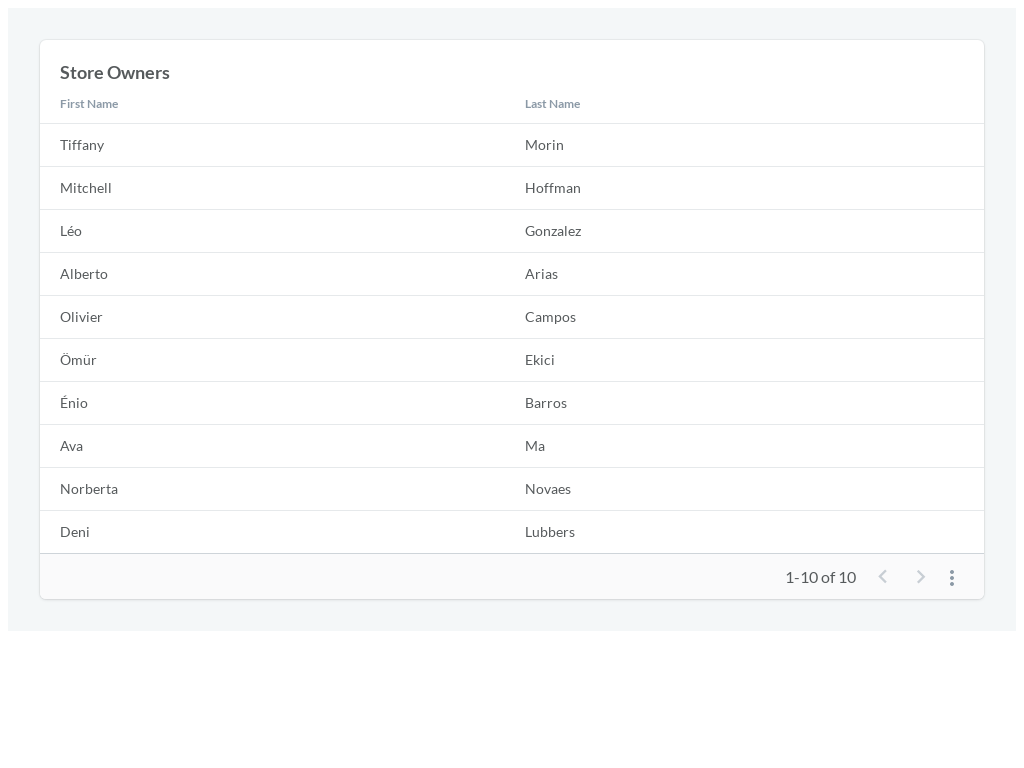 Store Owners
First Name Last Name
Tiffany Morin
Mitchell Hoffman
Léo Gonzalez
Alberto Arias
Olivier Campos
Ömür Ekici
Énio Barros
Ava Ma
Norberta Novaes
Deni Lubbers
1-10 of 10